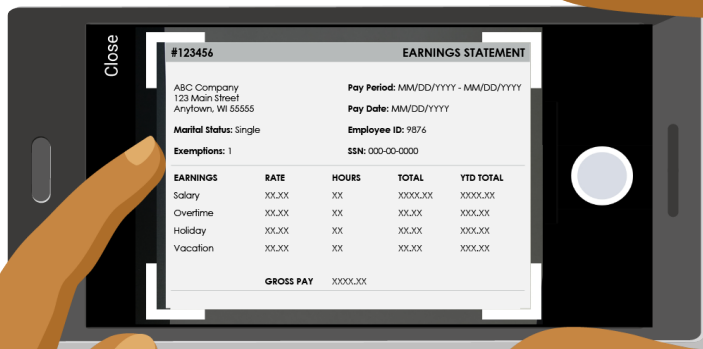 Close
#123456 EARNINGS STATEMENT
ABC Company
123 Main Street
Anytown, WI 55555
Marital Status: Single
Exemptions: 1
Pay Period: MM/DD/YYYY - MM/DD/YYYY
Pay Date: MM/DD/YYYY
Employee ID: 9876
SSN: 000-00-0000
EARNINGS RATE HOURS TOTAL YTD TOTAL
Salary XX.XX XX XXXX.XX XXXX.XX
Overtime XX.XX XX XX.XX XXX.XX
Holiday XX.XX XX XX.XX XXX.XX
Vacation XX.XX XX XX.XX XXX.XX
GROSS PAY XXXX.XX